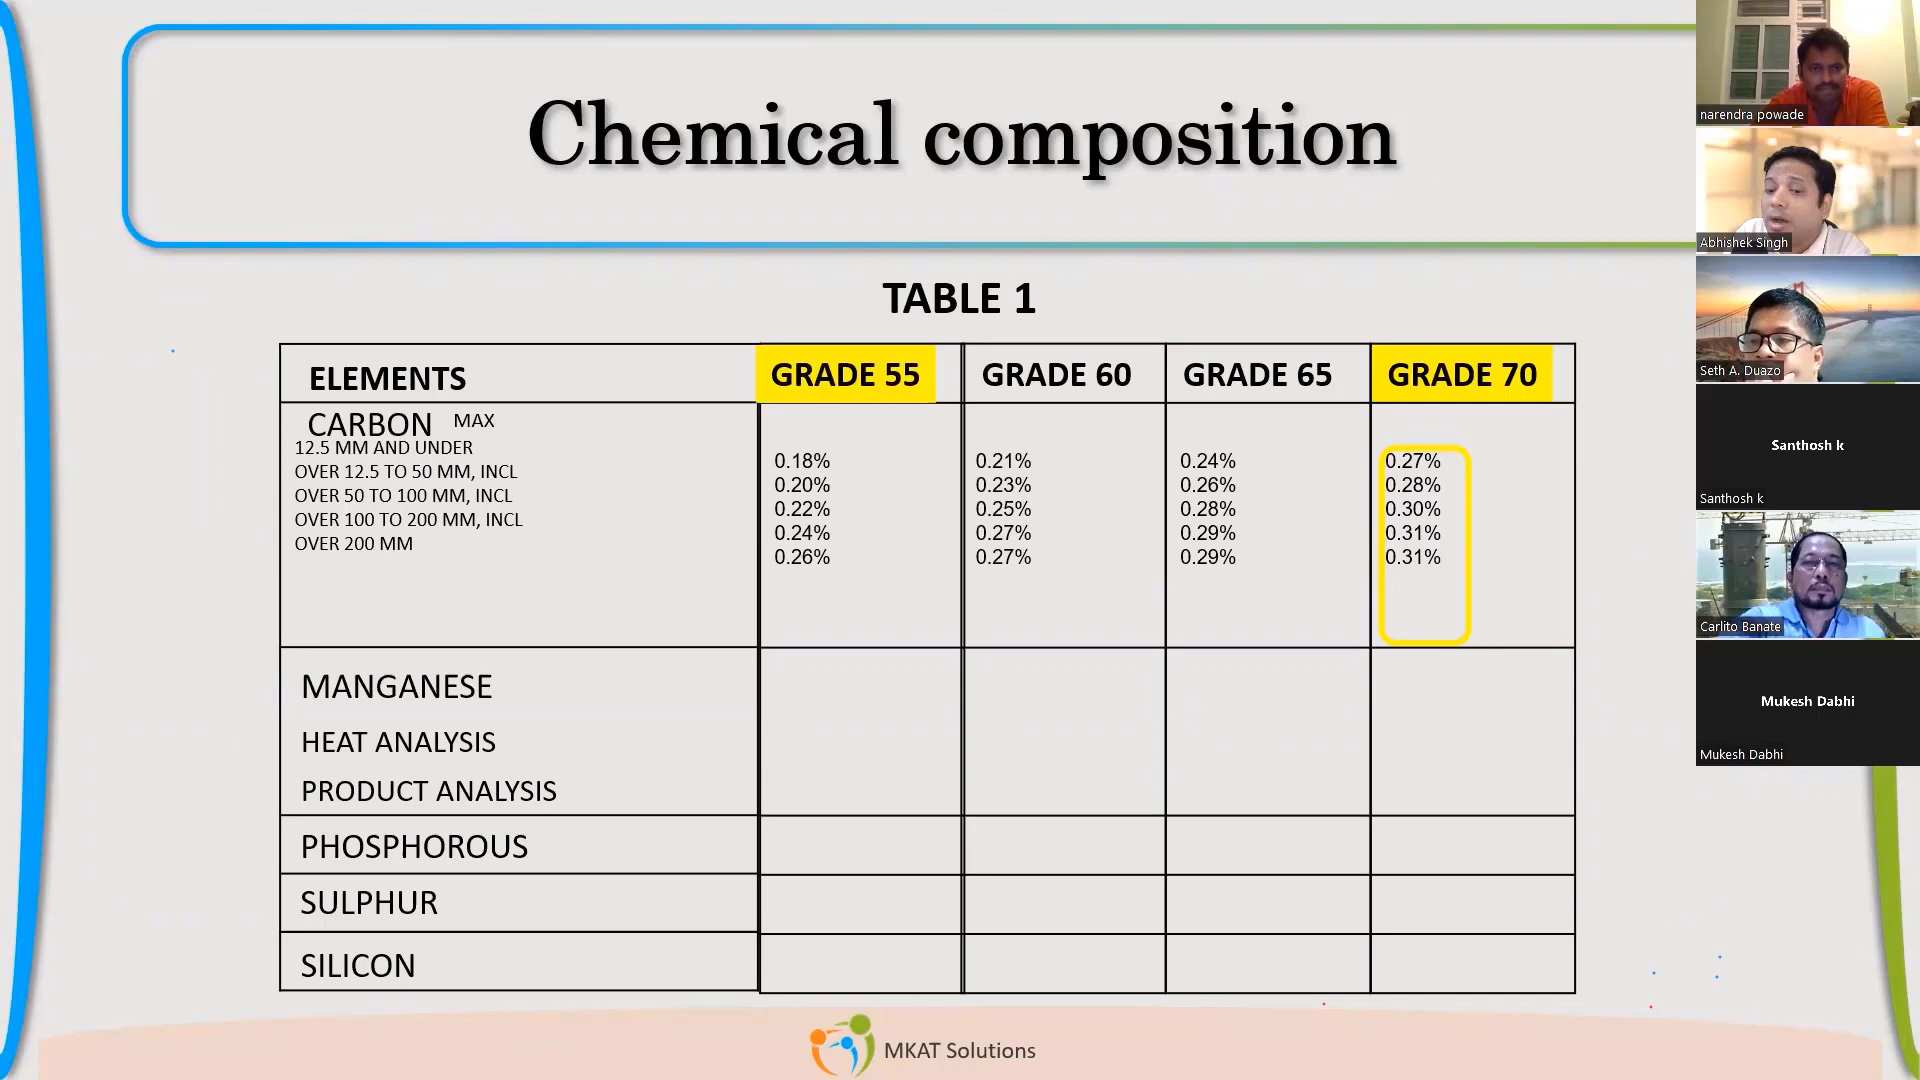 Chemical composition
TABLE 1
ELEMENTS GRADE 55 GRADE 60 GRADE 65 GRADE 70
CARBON MAX
12.5 MM AND UNDER 0.18% 0.21% 0.24% 0.27%
OVER 12.5 TO 50 MM, INCL 0.20% 0.23% 0.26% 0.28%
OVER 50 TO 100 MM, INCL 0.22% 0.25% 0.28% 0.30%
OVER 100 TO 200 MM, INCL 0.24% 0.27% 0.29% 0.31%
OVER 200 MM 0.26% 0.27% 0.29% 0.31%
MANGANESE
HEAT ANALYSIS
PRODUCT ANALYSIS
PHOSPHOROUS
SULPHUR
SILICON
MKAT Solutions
narendra powade
Abhishek Singh
Seth A. Duazo
Santhosh k
Santhosh k
Carlito Banate
Mukesh Dabhi
Mukesh Dabhi